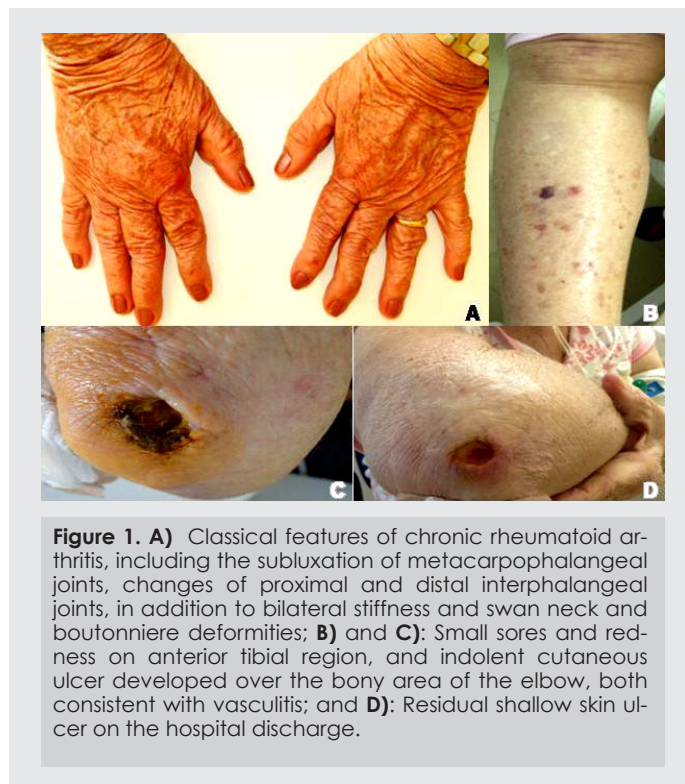 A
B
C
D
Figure 1. A) Classical features of chronic rheumatoid ar-
thritis, including the subluxation of metacarpophalangeal
joints, changes of proximal and distal interphalangeal
joints, in addition to bilateral stiffness and swan neck and
boutonniere deformities; B) and C): Small sores and red-
ness on anterior tibial region, and indolent cutaneous
ulcer developed over the bony area of the elbow, both
consistent with vasculitis; and D): Residual shallow skin ul-
cer on the hospital discharge.